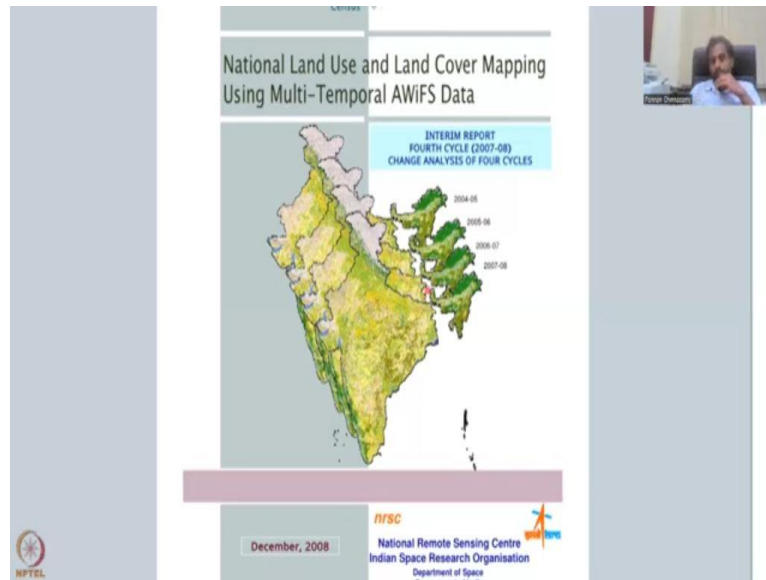 Census
National Land Use and Land Cover Mapping
Using Multi-Temporal AWiFS Data
INTERIM REPORT
FOURTH CYCLE (2007-08)
CHANGE ANALYSIS OF FOUR CYCLES
2004-05
2005-06
2006-07
2007-08
December, 2008
nrsc
National Remote Sensing Centre
Indian Space Research Organisation
Department of Space
NPTEL